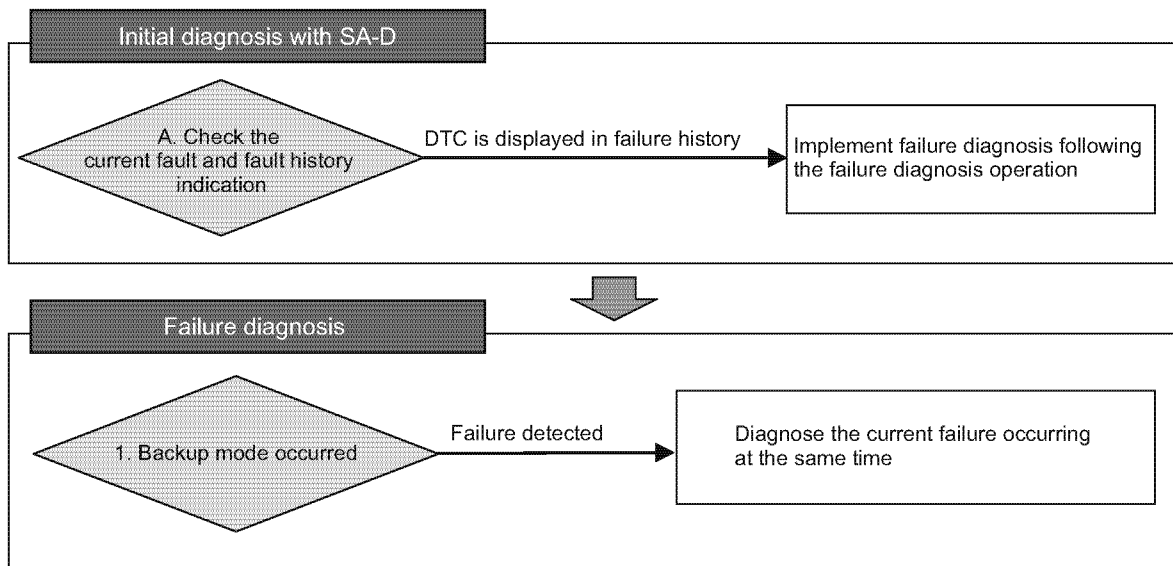 Initial diagnosis with SA-D
A. Check the
current fault and fault history
indication
DTC is displayed in failure history
Implement failure diagnosis following
the failure diagnosis operation
Failure diagnosis
1. Backup mode occurred
Failure detected
Diagnose the current failure occurring
at the same time